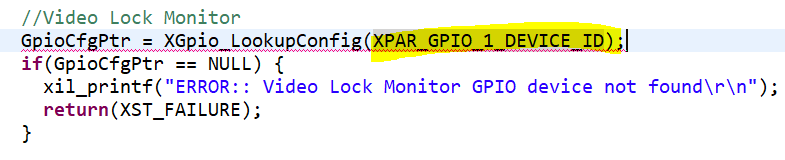 //Video Lock Monitor
GpioCfgPtr = XGpio_LookupConfig(XPAR_GPIO_1_DEVICE_ID);
if(GpioCfgPtr == NULL) {
  xil_printf("ERROR:: Video Lock Monitor GPIO device not found\r\n");
  return(XST_FAILURE);
}